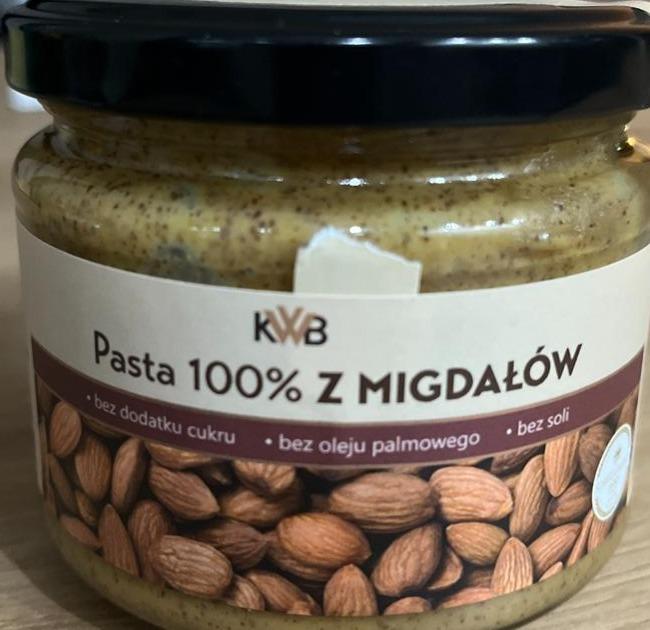 KWB
Pasta 100% Z MIGDAŁÓW
• bez dodatku cukru • bez oleju palmowego • bez soli